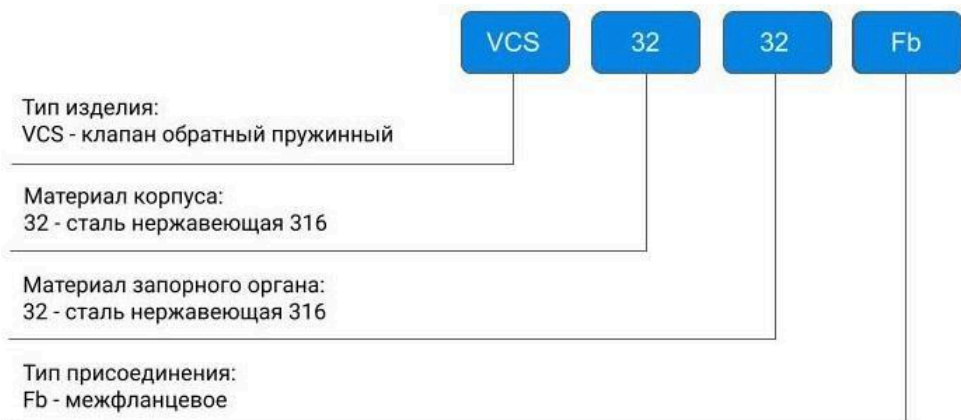 VCS 32 32 Fb
Тип изделия:
VCS - клапан обратный пружинный
Материал корпуса:
32 - сталь нержавеющая 316
Материал запорного органа:
32 - сталь нержавеющая 316
Тип присоединения:
Fb - межфланцевое